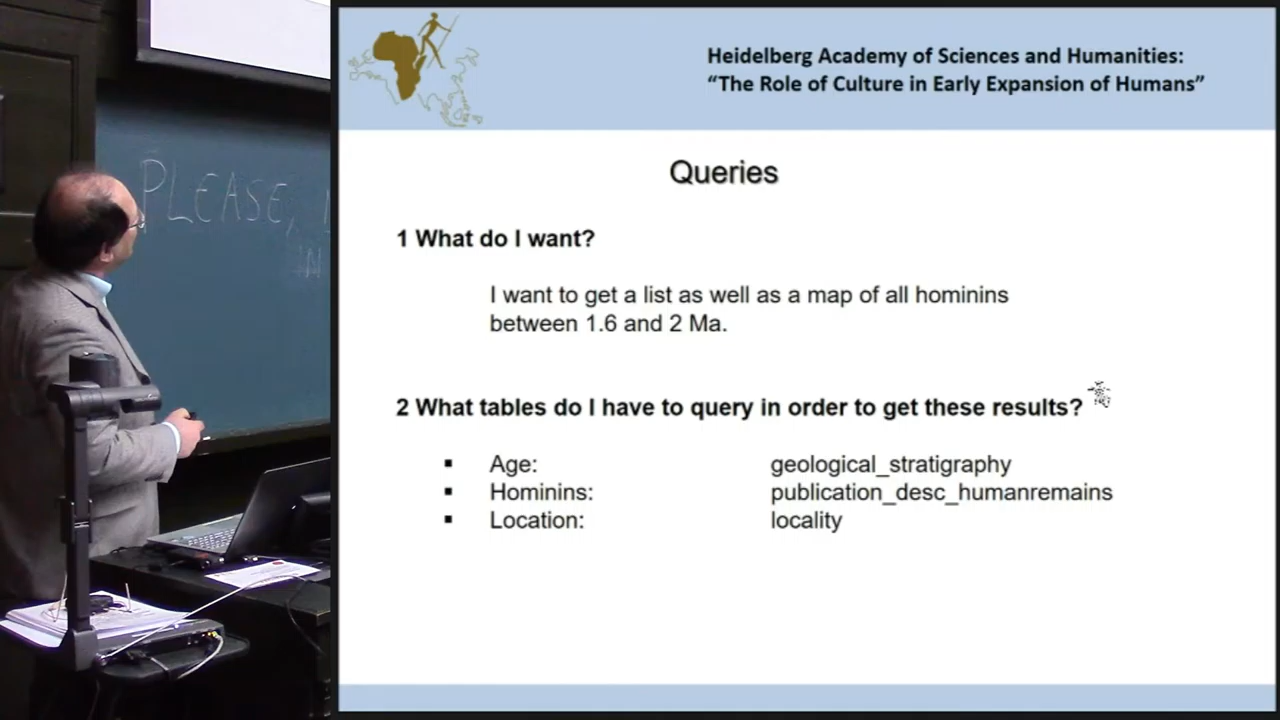 Heidelberg Academy of Sciences and Humanities:
“The Role of Culture in Early Expansion of Humans”
Queries
1 What do I want?
I want to get a list as well as a map of all hominins
between 1.6 and 2 Ma.
2 What tables do I have to query in order to get these results?
▪ Age: geological_stratigraphy
▪ Hominins: publication_desc_humanremains
▪ Location: locality
PLEASE,